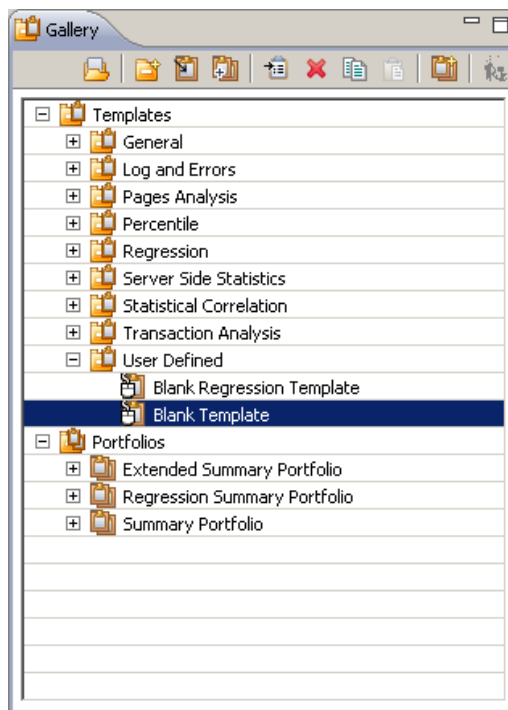 Gallery
Templates
General
Log and Errors
Pages Analysis
Percentile
Regression
Server Side Statistics
Statistical Correlation
Transaction Analysis
User Defined
Blank Regression Template
Blank Template
Portfolios
Extended Summary Portfolio
Regression Summary Portfolio
Summary Portfolio